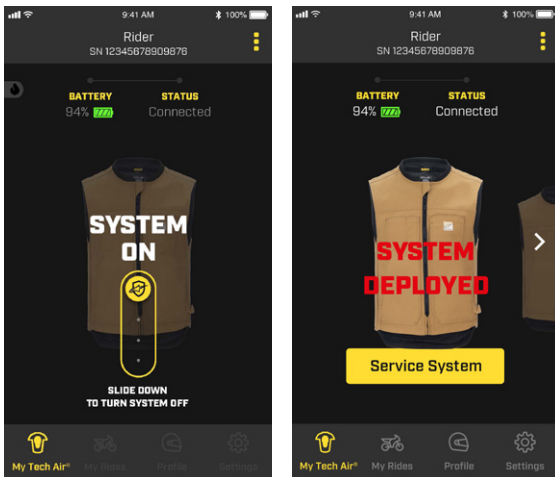 9:41 AM
100%
Rider
SN 12345678909876
BATTERY
STATUS
94%
Connected
SYSTEM
ON
SLIDE DOWN
TO TURN SYSTEM OFF
My Tech Air®
My Rides
Profile
Settings
9:41 AM
100%
Rider
SN 12345678909876
BATTERY
STATUS
94%
Connected
SYSTEM
DEPLOYED
Service System
My Tech Air®
My Rides
Profile
Settings